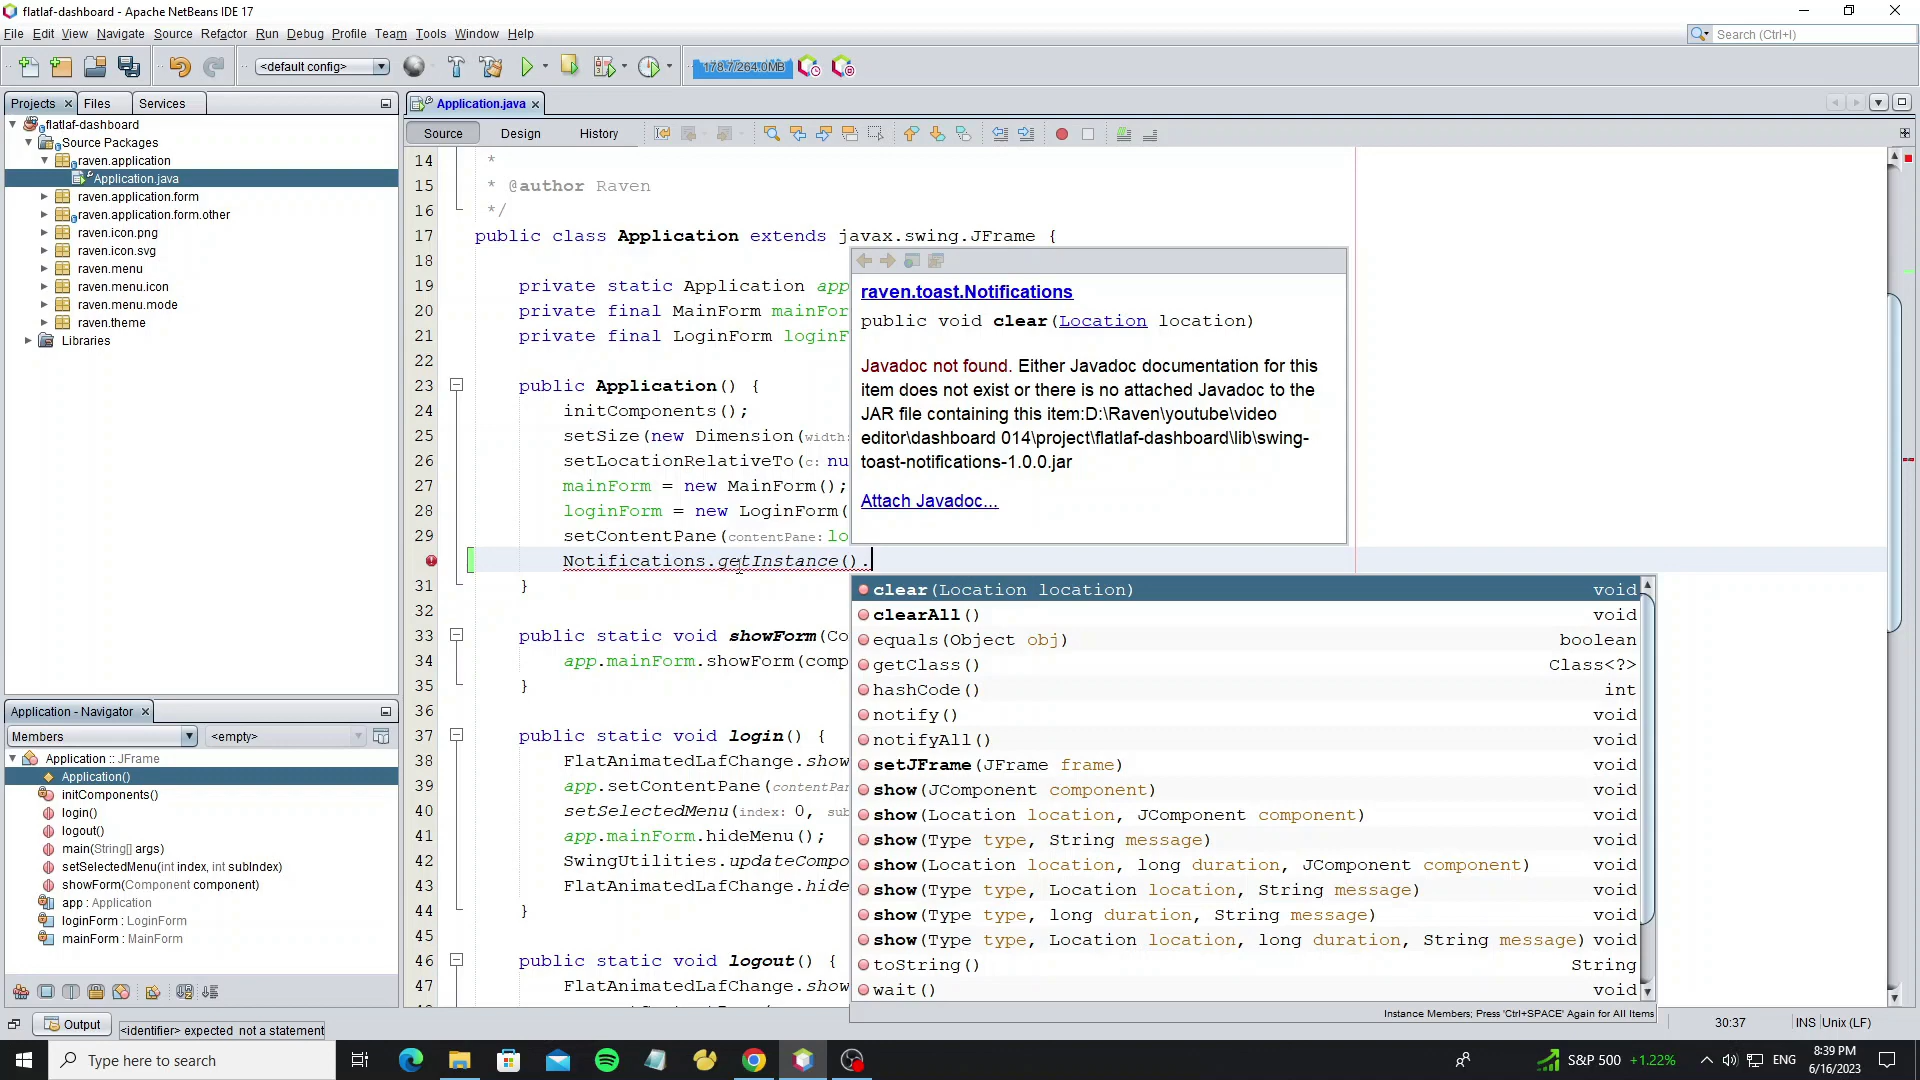 flatlaf-dashboard - Apache NetBeans IDE 17
File Edit View Navigate Source Refactor Run Debug Profile Team Tools Window Help
Search (Ctrl+I)
<default config>
178.7/264.0MB
Projects Files Services
flatlaf-dashboard
Source Packages
raven.application
Application.java
raven.application.form
raven.application.form.other
raven.icon.png
raven.icon.svg
raven.menu
raven.menu.icon
raven.menu.mode
raven.theme
Libraries
Application - Navigator
Members <empty>
Application :: JFrame
Application()
initComponents()
login()
logout()
main(String[] args)
setSelectedMenu(int index, int subIndex)
showForm(Component component)
app : Application
loginForm : LoginForm
mainForm : MainForm
Application.java
Source Design History
14 *
15 * @author Raven
16 */
17 public class Application extends javax.swing.JFrame {
18
19 private static Application app
20 private final MainForm mainFor
21 private final LoginForm loginF
22
23 public Application() {
24 initComponents();
25 setSize(new Dimension(width:
26 setLocationRelativeTo(c: nu
27 mainForm = new MainForm();
28 loginForm = new LoginForm(
29 setContentPane(contentPane: lo
Notifications.getInstance().
31 }
32
33 public static void showForm(Co
34 app.mainForm.showForm(comp
35 }
36
37 public static void login() {
38 FlatAnimatedLafChange.show
39 app.setContentPane(contentPan
40 setSelectedMenu(index: 0, sub
41 app.mainForm.hideMenu();
42 SwingUtilities.updateCompo
43 FlatAnimatedLafChange.hide
44 }
45
46 public static void logout() {
47 FlatAnimatedLafChange.show
raven.toast.Notifications
public void clear(Location location)
Javadoc not found. Either Javadoc documentation for this
item does not exist or there is no attached Javadoc to the
JAR file containing this item:D:\Raven\youtube\video
editor\dashboard 014\project\flatlaf-dashboard\lib\swing-
toast-notifications-1.0.0.jar
Attach Javadoc...
clear(Location location) void
clearAll() void
equals(Object obj) boolean
getClass() Class<?>
hashCode() int
notify() void
notifyAll() void
setJFrame(JFrame frame) void
show(JComponent component) void
show(Location location, JComponent component) void
show(Type type, String message) void
show(Location location, long duration, JComponent component) void
show(Type type, Location location, String message) void
show(Type type, long duration, String message) void
show(Type type, Location location, long duration, String message) void
toString() String
wait() void
Instance Members; Press 'Ctrl+SPACE' Again for All Items
Output <identifier> expected not a statement
30:37 INS Unix (LF)
Type here to search
S&P 500 +1.22%
ENG
8:39 PM
6/16/2023